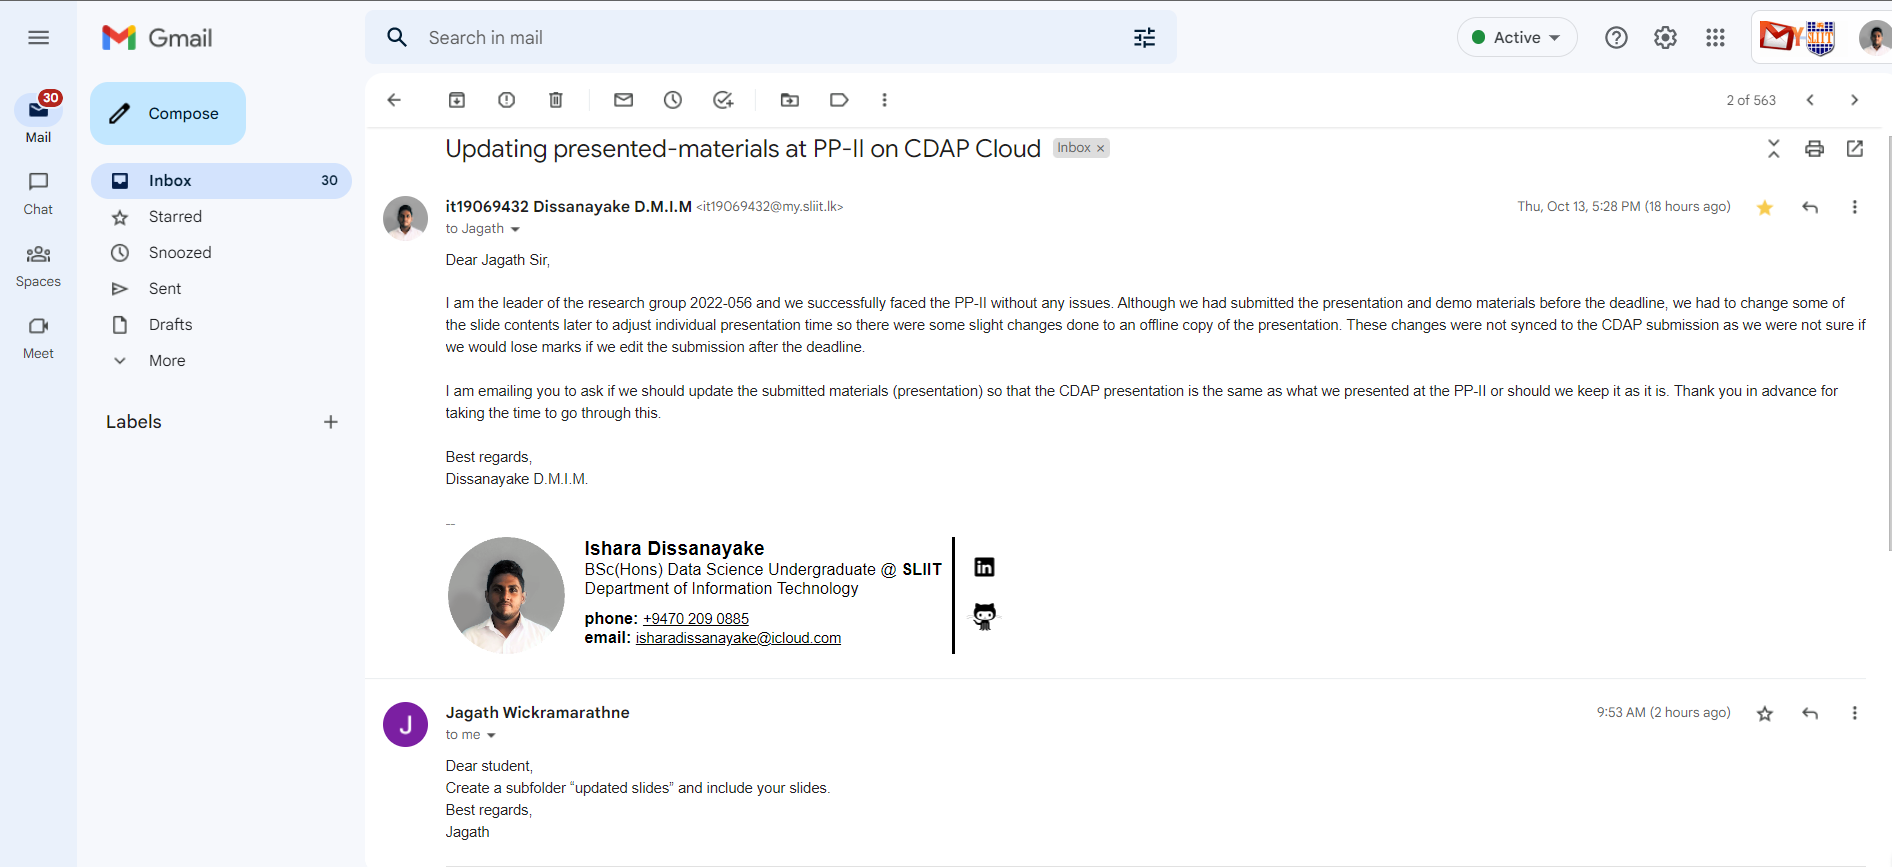 Gmail
Search in mail
Active
SLIIT
30
Mail
Chat
Spaces
Meet
Compose
Inbox 30
Starred
Snoozed
Sent
Drafts
More
Labels
2 of 563
Updating presented-materials at PP-II on CDAP Cloud Inbox ×
it19069432 Dissanayake D.M.I.M <it19069432@my.sliit.lk> Thu, Oct 13, 5:28 PM (18 hours ago)
to Jagath
Dear Jagath Sir,
I am the leader of the research group 2022-056 and we successfully faced the PP-II without any issues. Although we had submitted the presentation and demo materials before the deadline, we had to change some of
the slide contents later to adjust individual presentation time so there were some slight changes done to an offline copy of the presentation. These changes were not synced to the CDAP submission as we were not sure if
we would lose marks if we edit the submission after the deadline.
I am emailing you to ask if we should update the submitted materials (presentation) so that the CDAP presentation is the same as what we presented at the PP-II or should we keep it as it is. Thank you in advance for
taking the time to go through this.
Best regards,
Dissanayake D.M.I.M.
--
Ishara Dissanayake
BSc(Hons) Data Science Undergraduate @ SLIIT
Department of Information Technology
phone: +9470 209 0885
email: isharadissanayake@icloud.com
in
J
Jagath Wickramarathne 9:53 AM (2 hours ago)
to me
Dear student,
Create a subfolder “updated slides” and include your slides.
Best regards,
Jagath